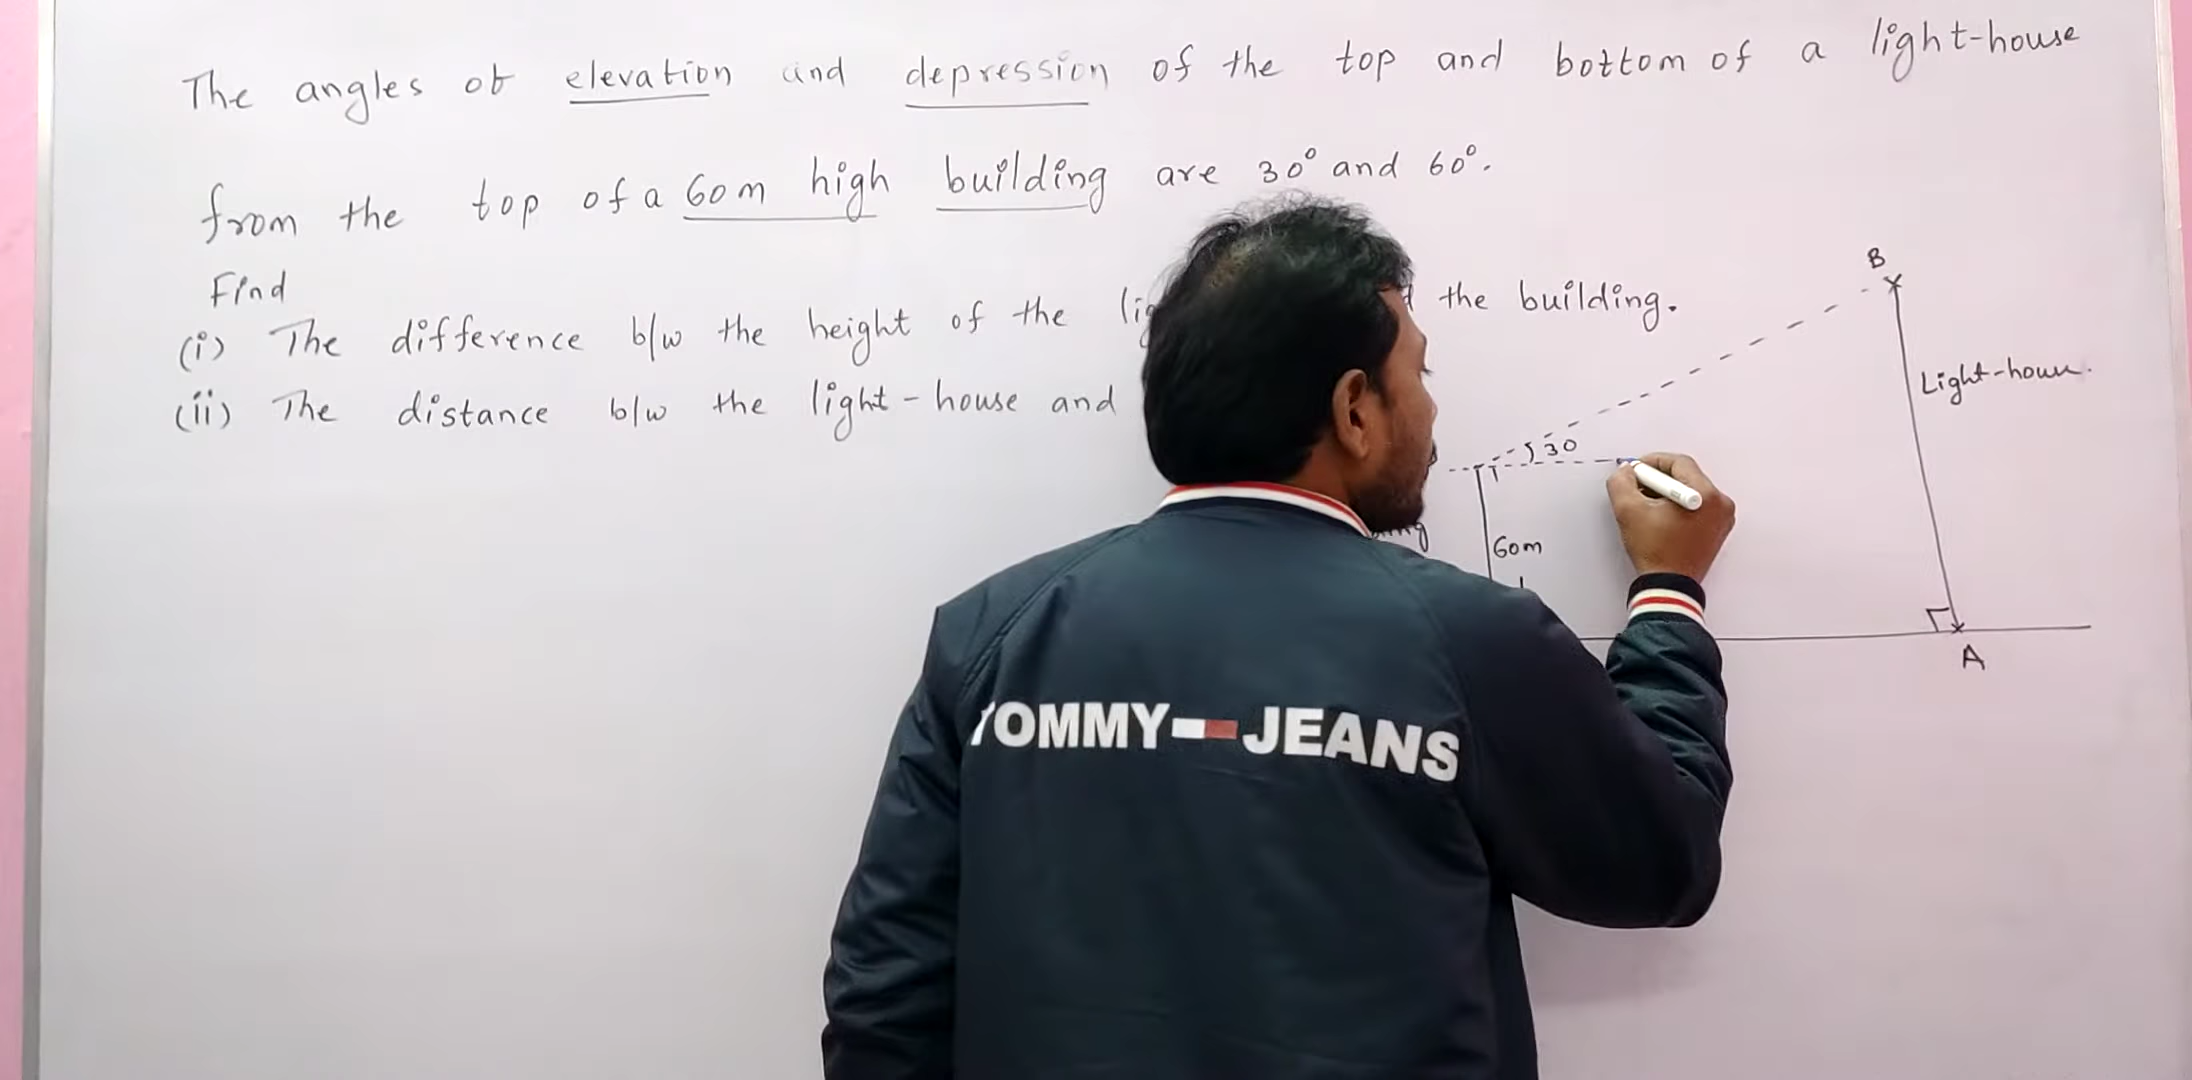 The angles of elevation and depression of the top and bottom of a light-house
from the top of a 60m high building are 30° and 60°.
Find
(i) The difference b/w the height of the the building.
(ii) The distance b/w the light-house and
B
Light-house.
30
60m
A
TOMMY JEANS